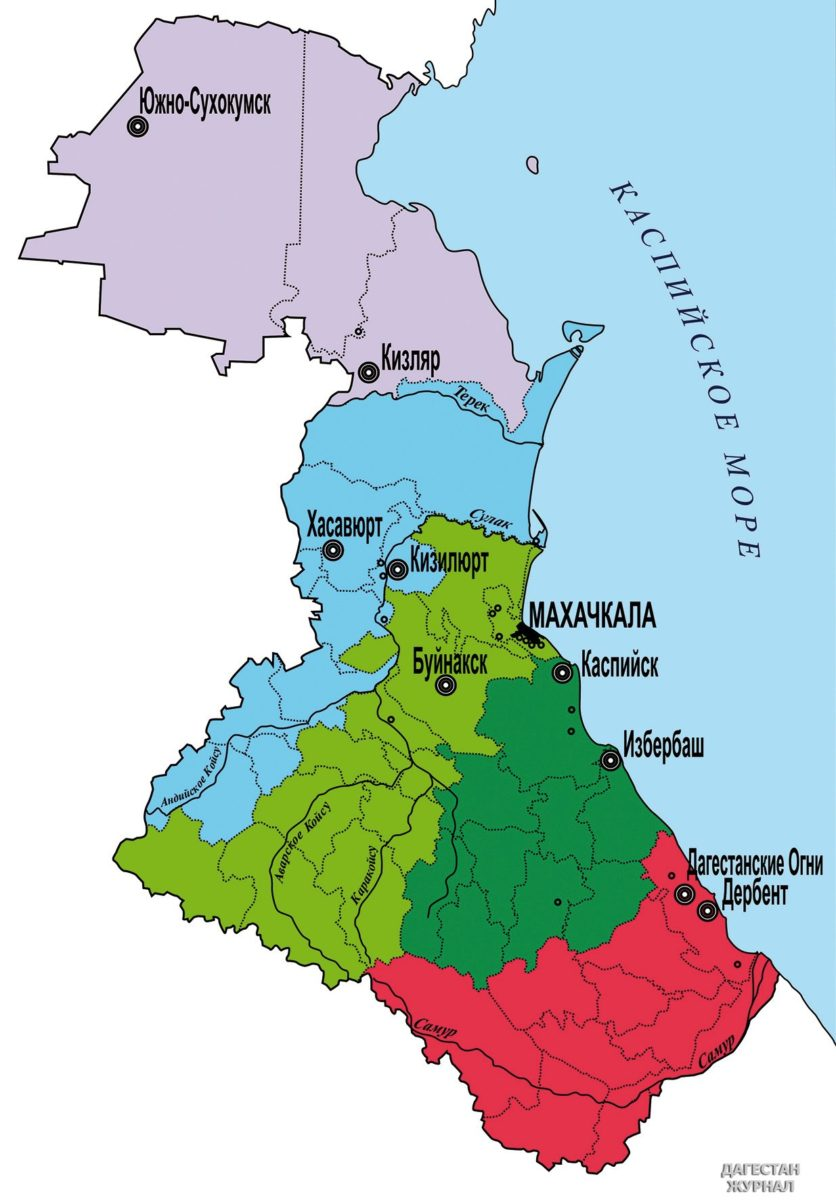 Южно-Сухокумск
КАСПИЙСКОЕ МОРЕ
Кизляр
Терек
Сулак
Хасавюрт
Кизилюрт
МАХАЧКАЛА
Буйнакск
Каспийск
Избербаш
Андийское Койсу
Аварское Койсу
Каракойсу
Дагестанские Огни
Дербент
Самур
Самур
ДАГЕСТАН
ЖУРНАЛ